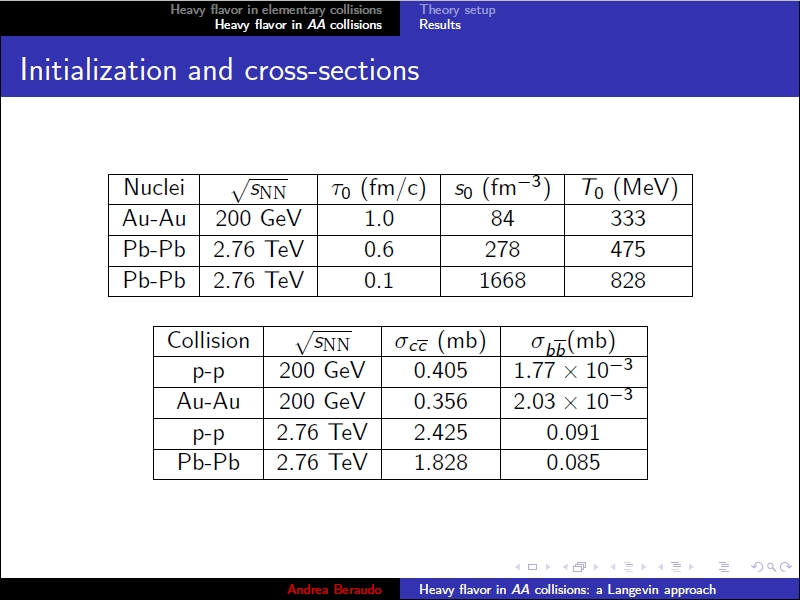 Heavy flavor in elementary collisions Theory setup
Heavy flavor in AA collisions Results
Initialization and cross-sections
Nuclei √sNN τ0 (fm/c) s0 (fm−3) T0 (MeV)
Au-Au 200 GeV 1.0 84 333
Pb-Pb 2.76 TeV 0.6 278 475
Pb-Pb 2.76 TeV 0.1 1668 828
Collision √sNN σcc̅ (mb) σbb̅(mb)
p-p 200 GeV 0.405 1.77 × 10−3
Au-Au 200 GeV 0.356 2.03 × 10−3
p-p 2.76 TeV 2.425 0.091
Pb-Pb 2.76 TeV 1.828 0.085
Andrea Beraudo Heavy flavor in AA collisions: a Langevin approach